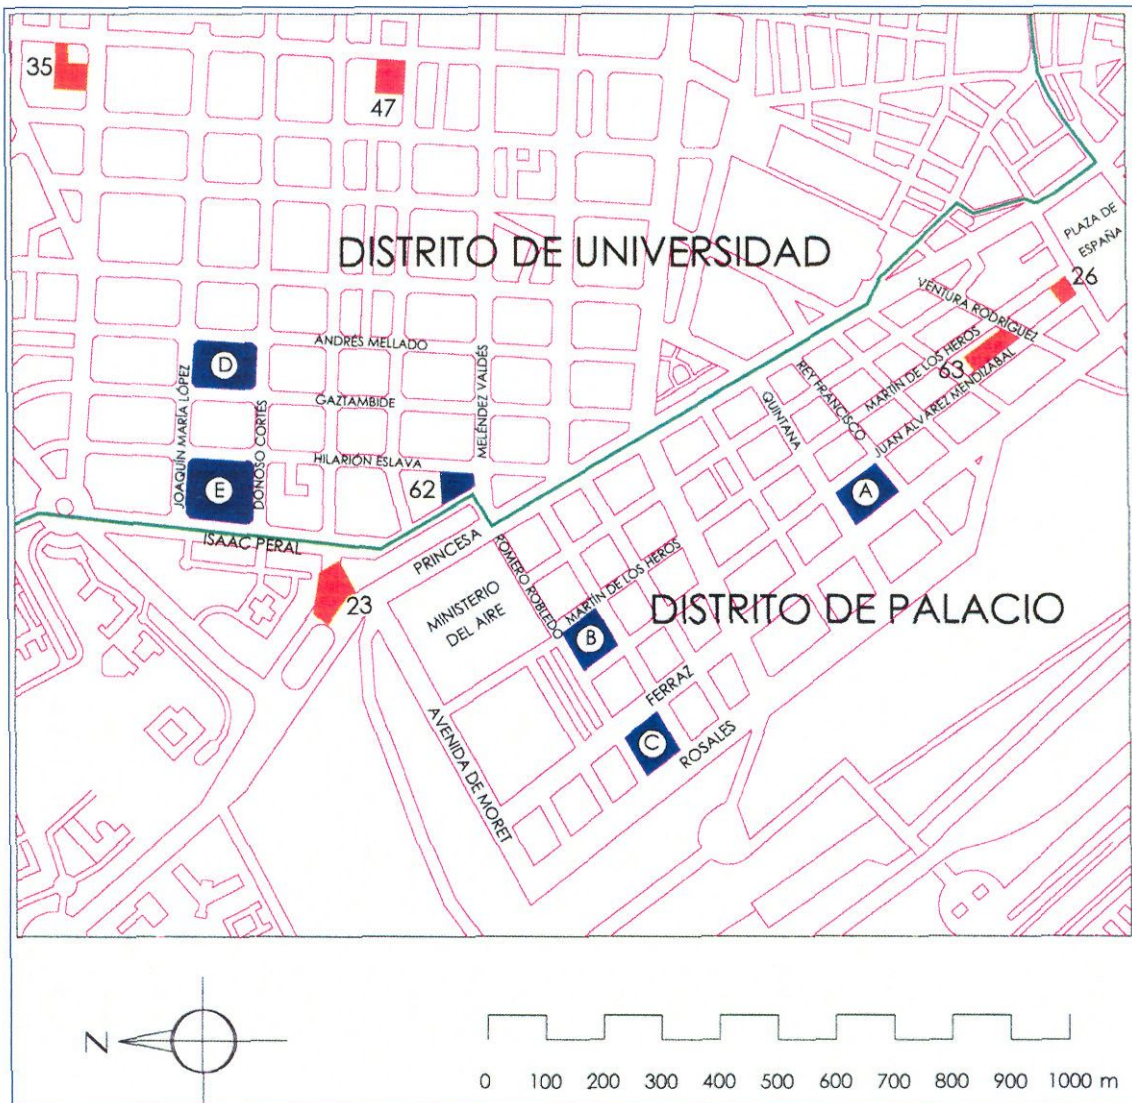 35
47
PLAZA DE
ESPAÑA
DISTRITO DE UNIVERSIDAD
26
VENTURA RODRÍGUEZ
MARTÍN DE LOS HEROS
63
JUAN ÁLVAREZ MENDIZABAL
REY FRANCISCO
QUINTANA
ANDRÉS MELLADO
D
JOAQUÍN MARÍA LÓPEZ
GAZTAMBIDE
DONOSO CORTÉS
MELÉNDEZ VALDÉS
HILARIÓN ESLAVA
62
E
A
ISAAC PERAL
PRINCESA
23
MINISTERIO
DEL AIRE
ROMERO ROBLEDO
MARTÍN DE LOS HEROS
B
DISTRITO DE PALACIO
FERRAZ
C
ROSALES
AVENIDA DE MORET
N
0 100 200 300 400 500 600 700 800 900 1000 m